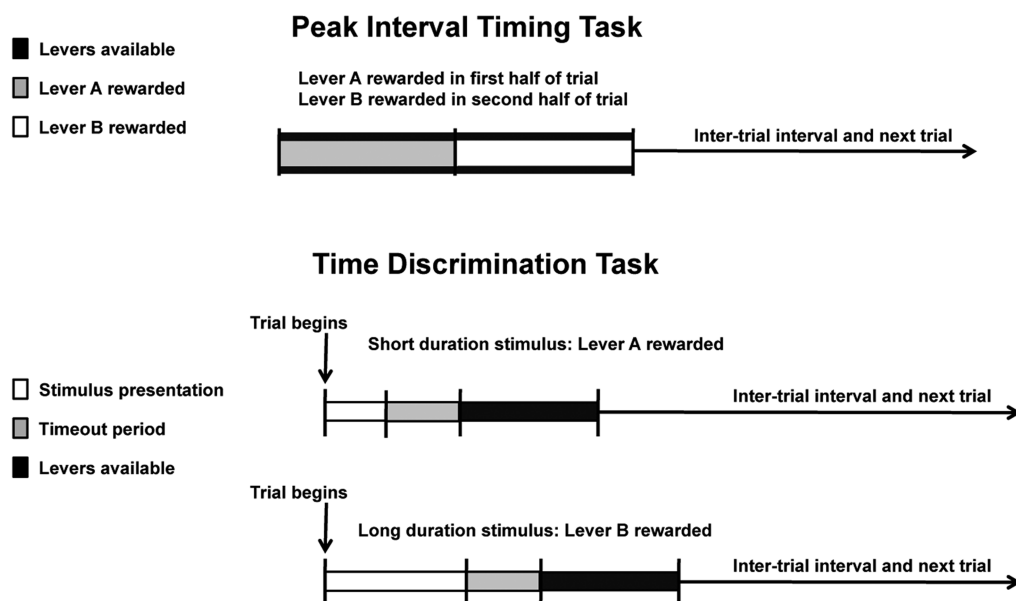 Peak Interval Timing Task
Levers available
Lever A rewarded
Lever B rewarded
Lever A rewarded in first half of trial
Lever B rewarded in second half of trial
Inter-trial interval and next trial
Time Discrimination Task
Trial begins
Short duration stimulus: Lever A rewarded
Stimulus presentation
Timeout period
Levers available
Inter-trial interval and next trial
Trial begins
Long duration stimulus: Lever B rewarded
Inter-trial interval and next trial